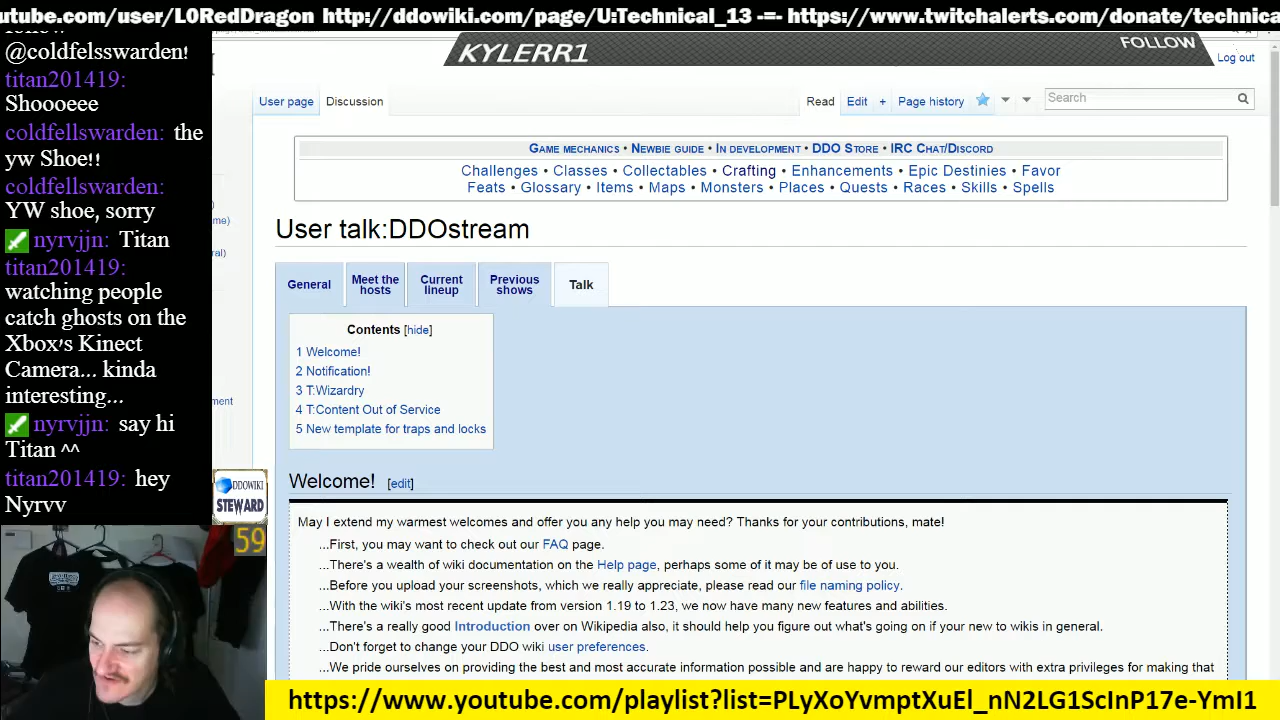 outube.com/user/L0RedDragon http://ddowiki.com/page/U:Technical_13 -=- https://www.twitchalerts.com/donate/technica
@coldfelsswarden!
titan201419:
Shoooeee
coldfellswarden: the
yw Shoe!!
coldfellswarden:
YW shoe, sorry
nyrvjjn: Titan
titan201419:
watching people
catch ghosts on the
Xbox's Kinect
Camera... kinda
interesting...
nyrvjjn: say hi
Titan ^^
titan201419: hey
Nyrvv
DDOWIKI
STEWARD
59
KYLERR1
FOLLOW
Log out
User page Discussion Read Edit + Page history Search
Game mechanics • Newbie guide • In development • DDO Store • IRC Chat/Discord
Challenges • Classes • Collectables • Crafting • Enhancements • Epic Destinies • Favor
Feats • Glossary • Items • Maps • Monsters • Places • Quests • Races • Skills • Spells
me)
ral)
ment
User talk:DDOstream
General Meet the hosts Current lineup Previous shows Talk
Contents [hide]
1 Welcome!
2 Notification!
3 T:Wizardry
4 T:Content Out of Service
5 New template for traps and locks
Welcome! [edit]
May I extend my warmest welcomes and offer you any help you may need? Thanks for your contributions, mate!
...First, you may want to check out our FAQ page.
...There's a wealth of wiki documentation on the Help page, perhaps some of it may be of use to you.
...Before you upload your screenshots, which we really appreciate, please read our file naming policy.
...With the wiki's most recent update from version 1.19 to 1.23, we now have many new features and abilities.
...There's a really good Introduction over on Wikipedia also, it should help you figure out what's going on if your new to wikis in general.
...Don't forget to change your DDO wiki user preferences.
...We pride ourselves on providing the best and most accurate information possible and are happy to reward our editors with extra privileges for making that
https://www.youtube.com/playlist?list=PLyXoYvmptXuEl_nN2LG1ScInP17e-YmI1